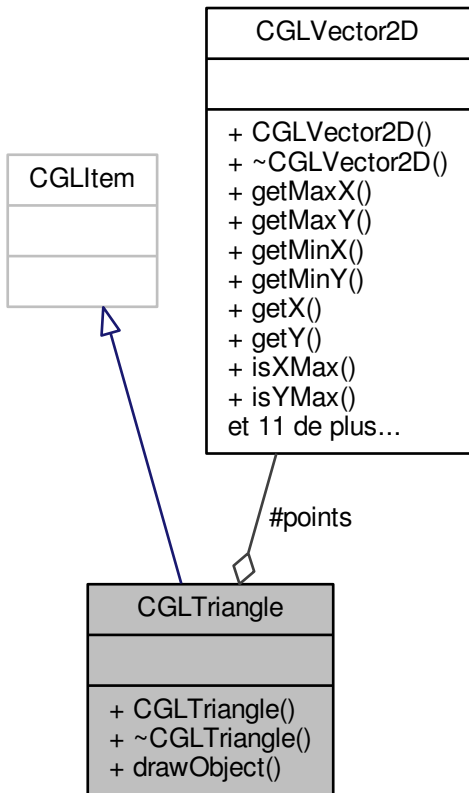 CGLVector2D
+ CGLVector2D()
+ ~CGLVector2D()
+ getMaxX()
+ getMaxY()
+ getMinX()
+ getMinY()
+ getX()
+ getY()
+ isXMax()
+ isYMax()
et 11 de plus...
CGLItem
#points
CGLTriangle
+ CGLTriangle()
+ ~CGLTriangle()
+ drawObject()